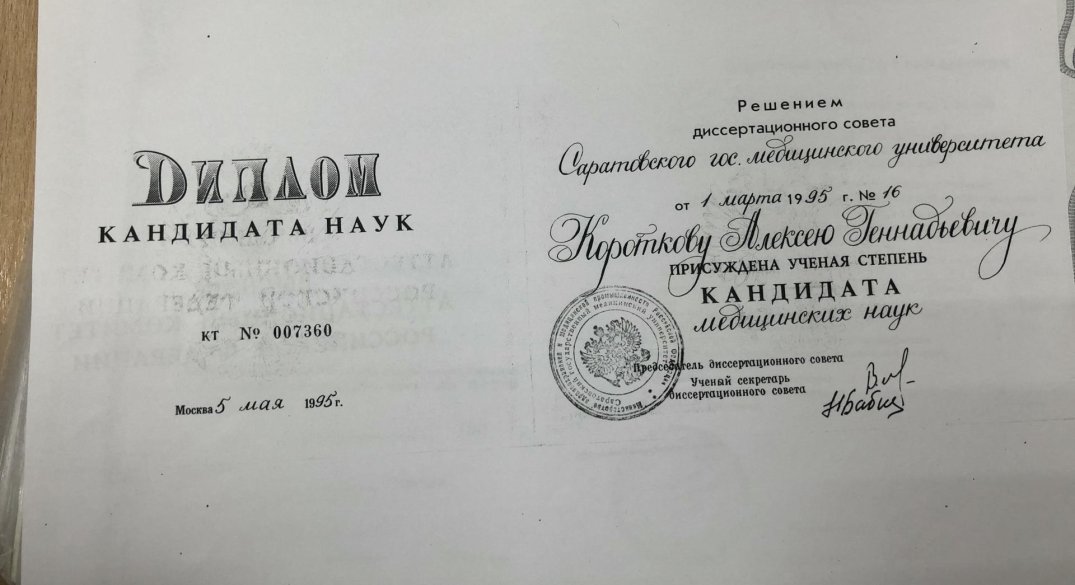 ДИПЛОМ
КАНДИДАТА НАУК
КТ № 007360
Москва 5 мая 1995 г.
Решением
диссертационного совета
Саратовского гос. медицинского университета
от 1 марта 1995 г. № 16
Короткову Алексею Геннадьевичу
ПРИСУЖДЕНА УЧЕНАЯ СТЕПЕНЬ
КАНДИДАТА
медицинских наук
Председатель диссертационного совета
Ученый секретарь
диссертационного совета